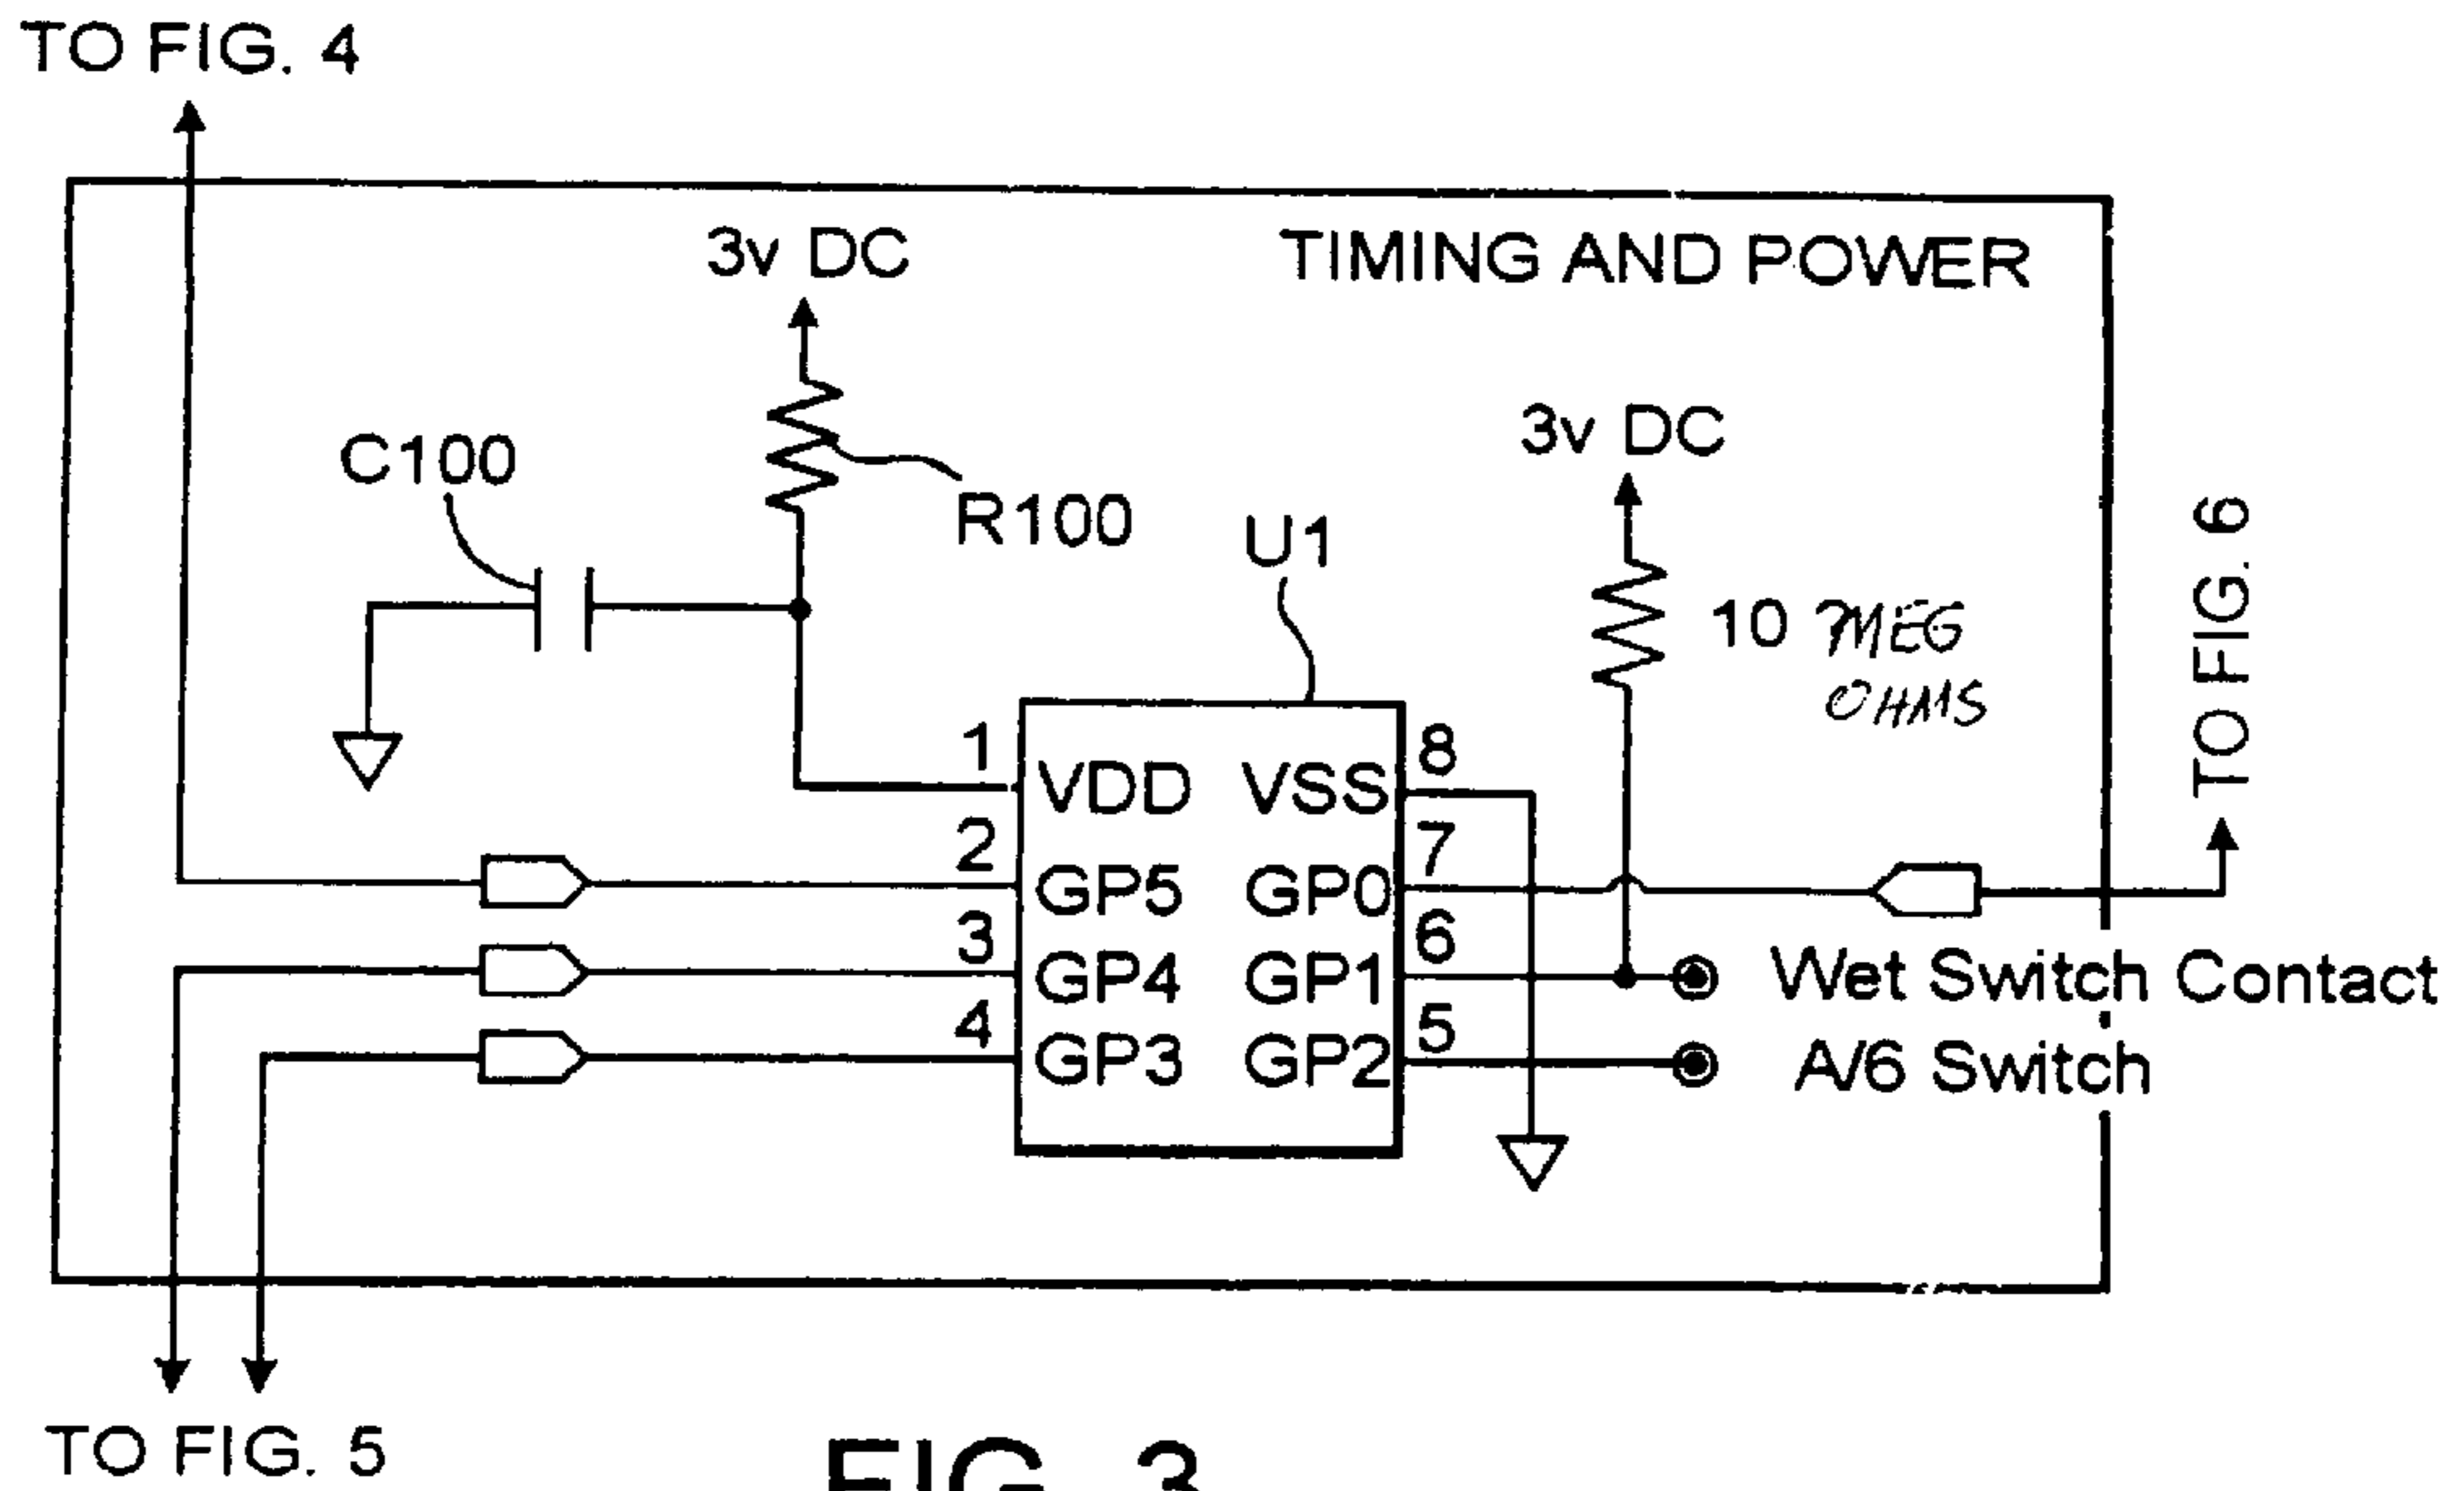 TO FIG. 4
TIMING AND POWER
3v DC
C100
R100
3v DC
10 MEG
OHMS
U1
TO FIG. 6
1 VDD VSS 8
2 GP5 GP0 7
3 GP4 GP1 6 Wet Switch Contact
4 GP3 GP2 5 A/6 Switch
TO FIG. 5
FIG. 3